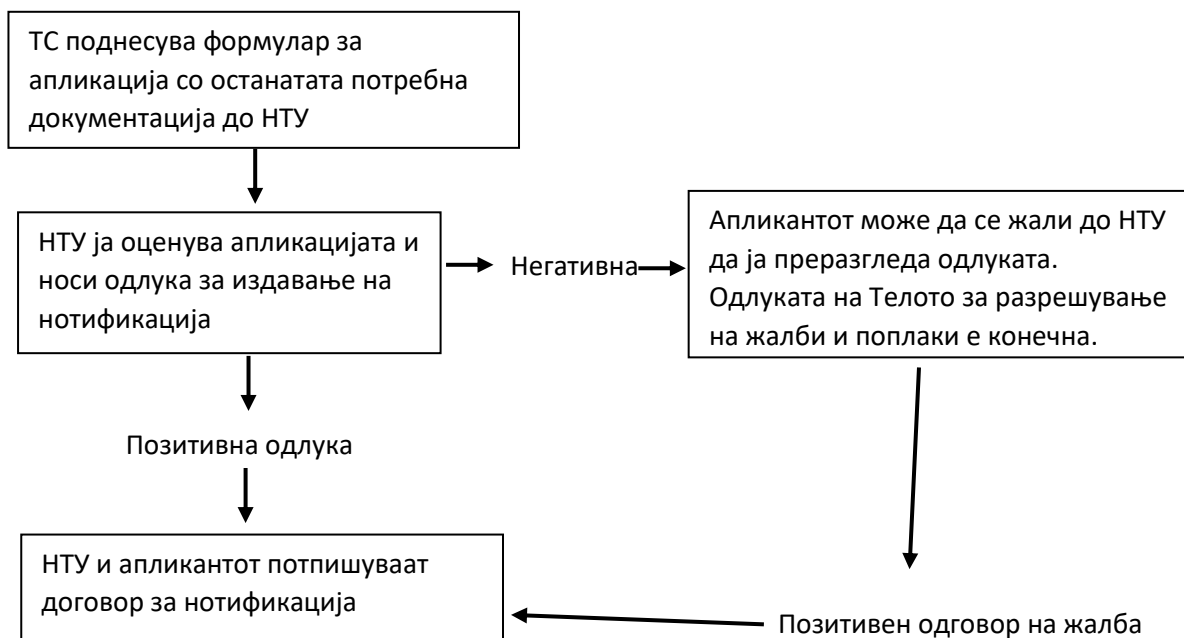 ТС поднесува формулар за
апликација со останатата потребна
документација до НТУ
НТУ ја оценува апликацијата и
носи одлука за издавање на
нотификација
Негативна
Апликантот може да се жали до НТУ
да ја преразгледа одлуката.
Одлуката на Телото за разрешување
на жалби и поплаки е конечна.
Позитивна одлука
НТУ и апликантот потпишуваат
договор за нотификација
Позитивен одговор на жалба